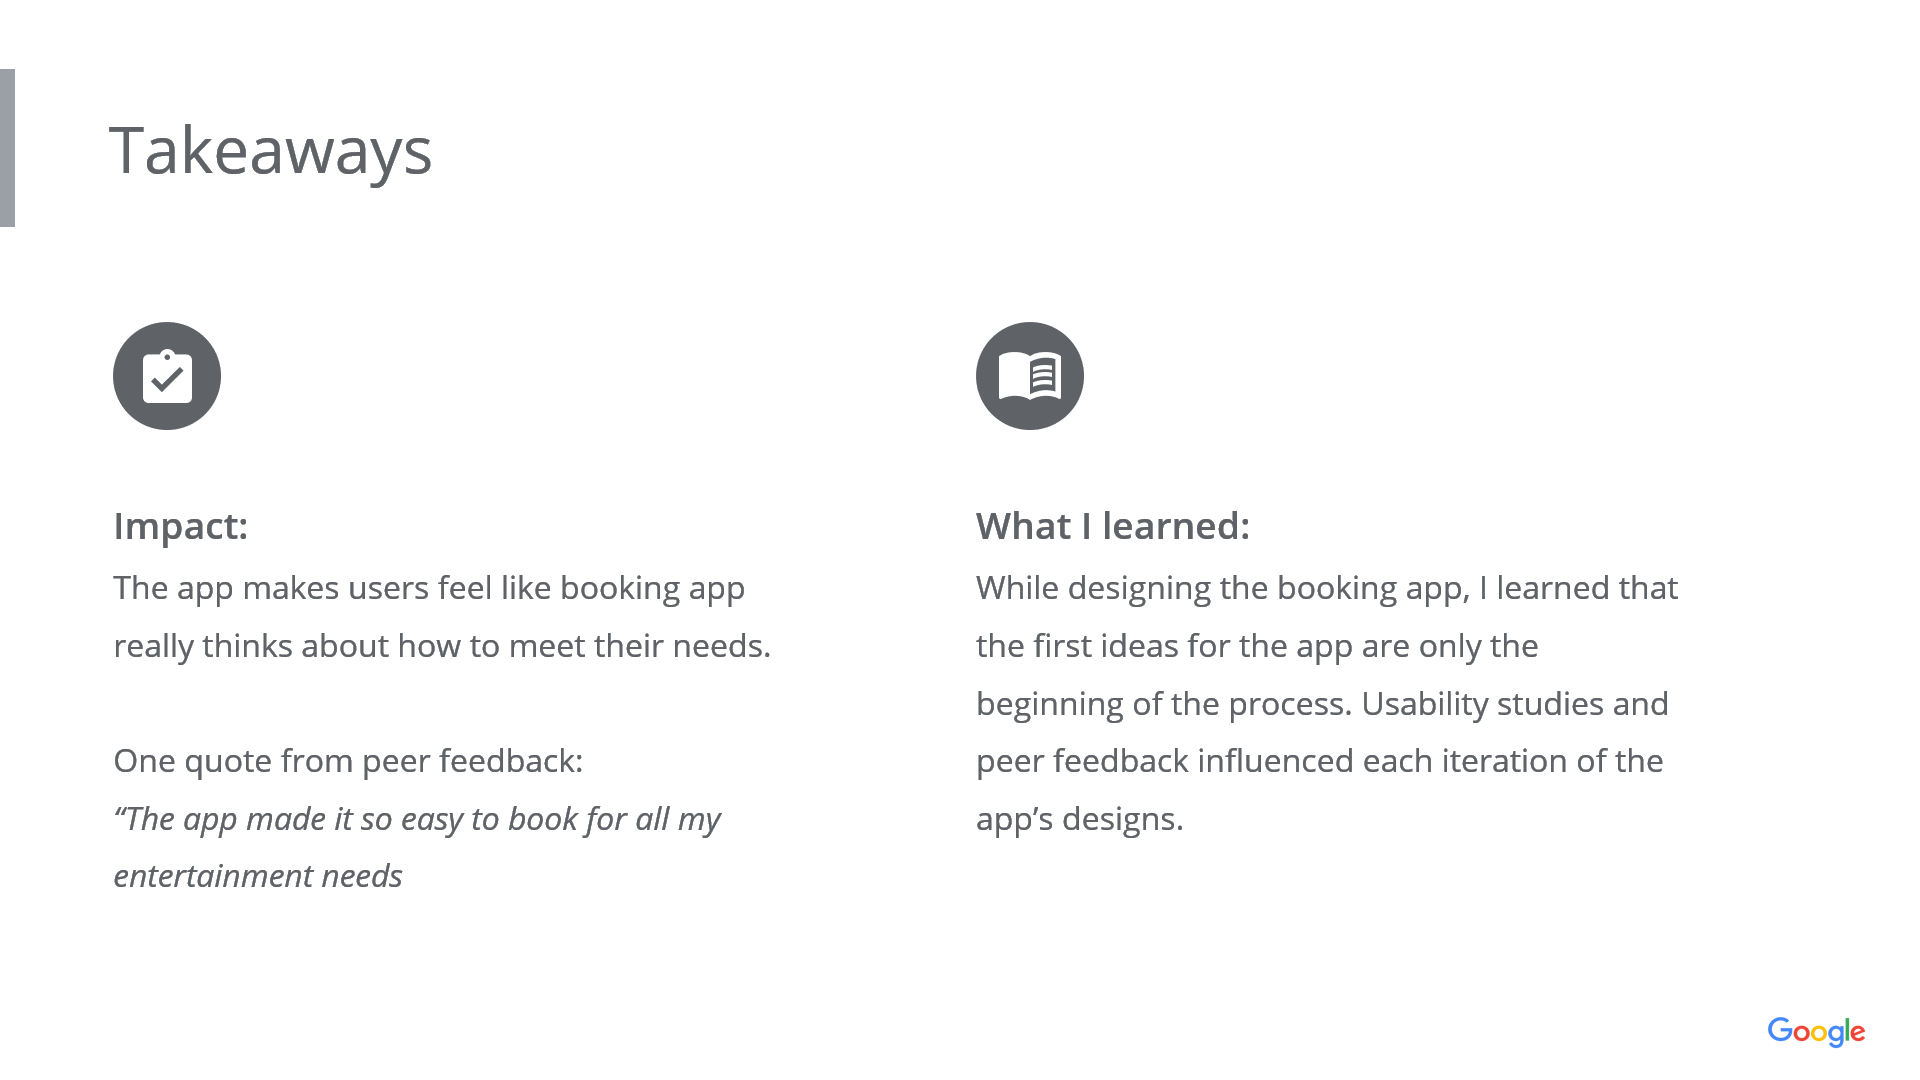 Takeaways
Impact:
The app makes users feel like booking app
really thinks about how to meet their needs.
One quote from peer feedback:
“The app made it so easy to book for all my
entertainment needs
What I learned:
While designing the booking app, I learned that
the first ideas for the app are only the
beginning of the process. Usability studies and
peer feedback influenced each iteration of the
app’s designs.
Google